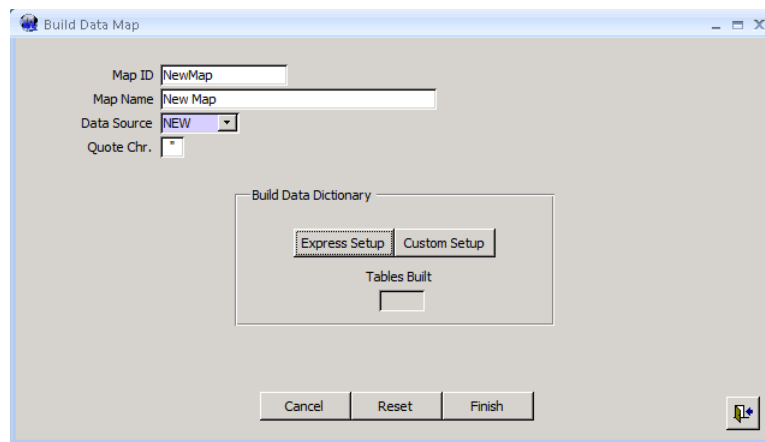 Build Data Map
Map ID NewMap
Map Name New Map
Data Source NEW
Quote Chr. "
Build Data Dictionary
Express Setup Custom Setup
Tables Built
Cancel Reset Finish